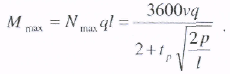 M_max = N_max ql = 3600vq / (2 + t_p √(2p / l)) .